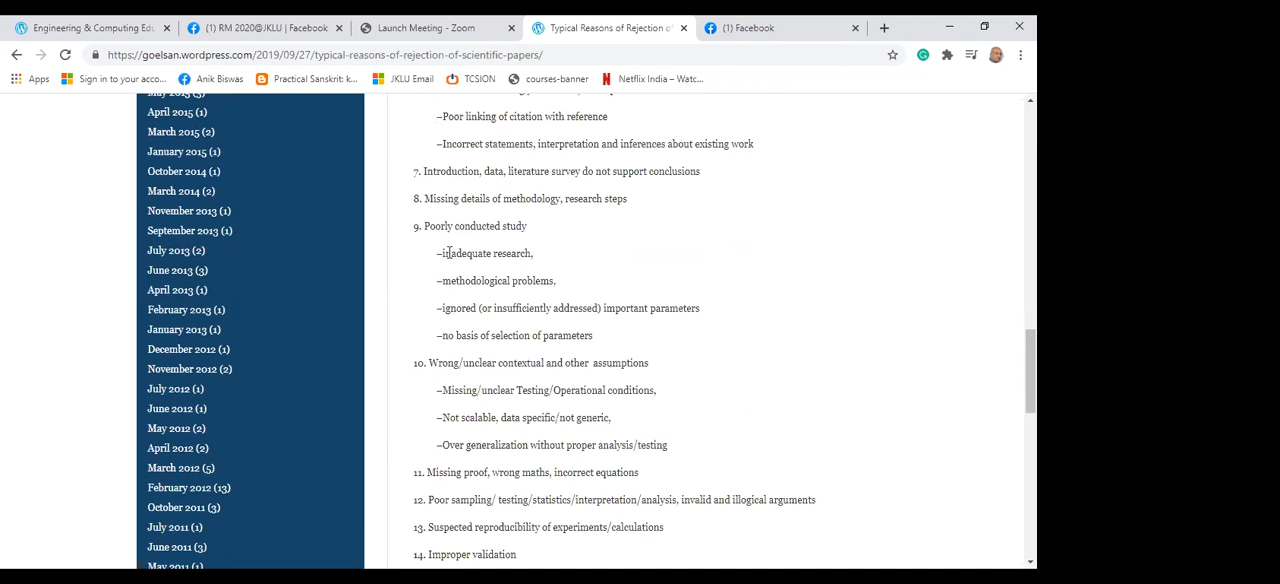 Engineering & Computing Edu
(1) RM 2020@JKLU | Facebook
Launch Meeting - Zoom
Typical Reasons of Rejection of
(1) Facebook
https://goelsan.wordpress.com/2019/09/27/typical-reasons-of-rejection-of-scientific-papers/
Apps
Sign in to your acco...
Anik Biswas
Practical Sanskrit: k...
JKLU Email
TCSION
courses-banner
Netflix India – Watc...
April 2015 (1)
March 2015 (2)
January 2015 (1)
October 2014 (1)
March 2014 (2)
November 2013 (1)
September 2013 (1)
July 2013 (2)
June 2013 (3)
April 2013 (1)
February 2013 (1)
January 2013 (1)
December 2012 (1)
November 2012 (2)
July 2012 (1)
June 2012 (1)
May 2012 (2)
April 2012 (2)
March 2012 (5)
February 2012 (13)
October 2011 (3)
July 2011 (1)
June 2011 (3)
May 2011 (1)
–Poor linking of citation with reference
–Incorrect statements, interpretation and inferences about existing work
7. Introduction, data, literature survey do not support conclusions
8. Missing details of methodology, research steps
9. Poorly conducted study
–inadequate research,
–methodological problems,
–ignored (or insufficiently addressed) important parameters
–no basis of selection of parameters
10. Wrong/unclear contextual and other assumptions
–Missing/unclear Testing/Operational conditions,
–Not scalable, data specific/not generic,
–Over generalization without proper analysis/testing
11. Missing proof, wrong maths, incorrect equations
12. Poor sampling/ testing/statistics/interpretation/analysis, invalid and illogical arguments
13. Suspected reproducibility of experiments/calculations
14. Improper validation